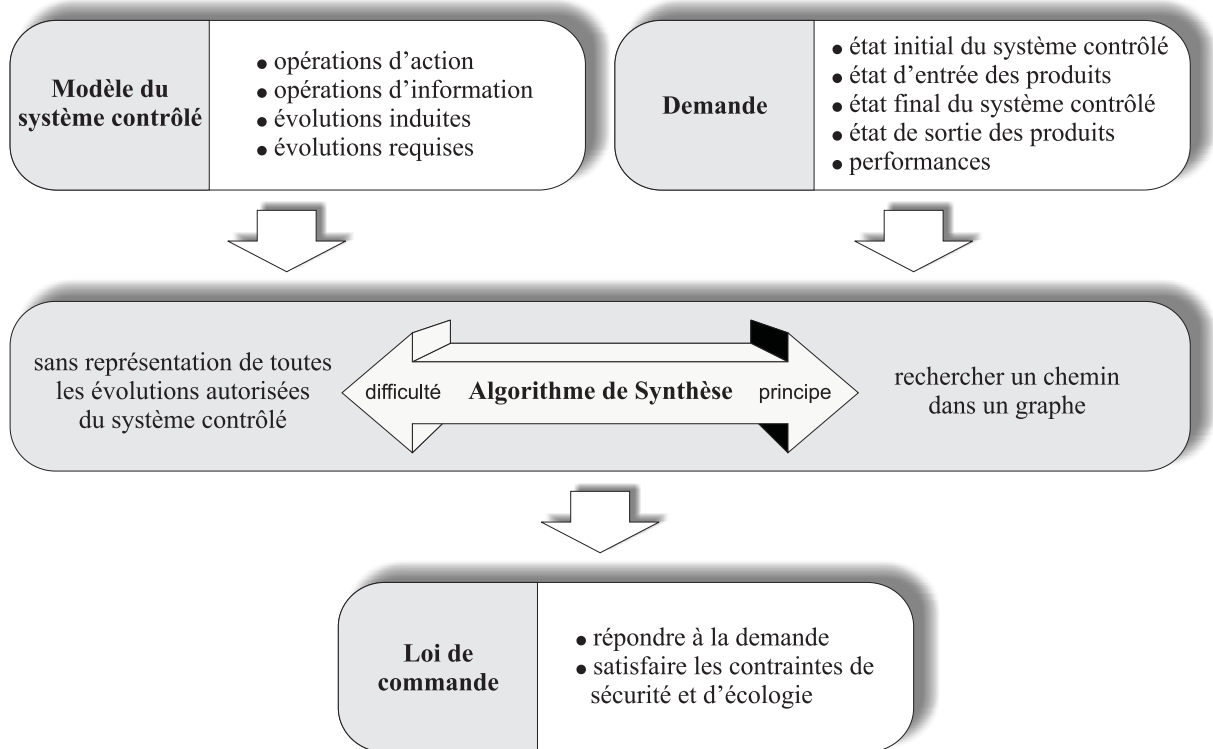 Modèle du
système contrôlé
• opérations d’action
• opérations d’information
• évolutions induites
• évolutions requises
Demande
• état initial du système contrôlé
• état d’entrée des produits
• état final du système contrôlé
• état de sortie des produits
• performances
sans représentation de toutes
les évolutions autorisées
du système contrôlé
difficulté
Algorithme de Synthèse
principe
rechercher un chemin
dans un graphe
Loi de
commande
• répondre à la demande
• satisfaire les contraintes de
sécurité et d’écologie